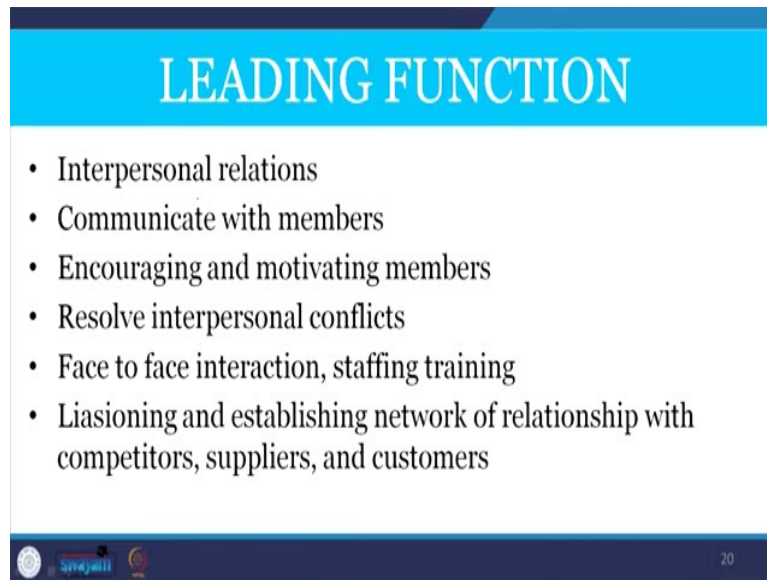 LEADING FUNCTION
• Interpersonal relations
• Communicate with members
• Encouraging and motivating members
• Resolve interpersonal conflicts
• Face to face interaction, staffing training
• Liasioning and establishing network of relationship with
competitors, suppliers, and customers
swayam
20